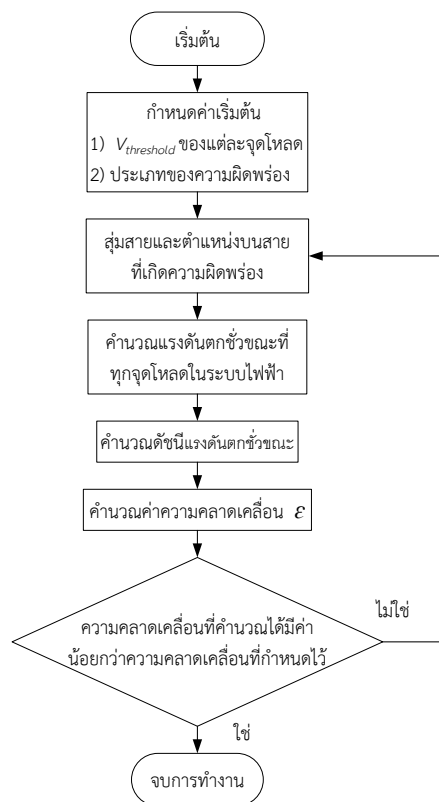 เริ่มต้น
กำหนดค่าเริ่มต้น
1) Vthreshold ของแต่ละจุดโหลด
2) ประเภทของความผิดพร่อง
สุ่มสายและตำแหน่งบนสาย
ที่เกิดความผิดพร่อง
คำนวณแรงดันตกชั่วขณะที่
ทุกจุดโหลดในระบบไฟฟ้า
คำนวณดัชนีแรงดันตกชั่วขณะ
คำนวณค่าความคลาดเคลื่อน ε
ความคลาดเคลื่อนที่คำนวณได้มีค่า
น้อยกว่าความคลาดเคลื่อนที่กำหนดไว้
ไม่ใช่
ใช่
จบการทำงาน